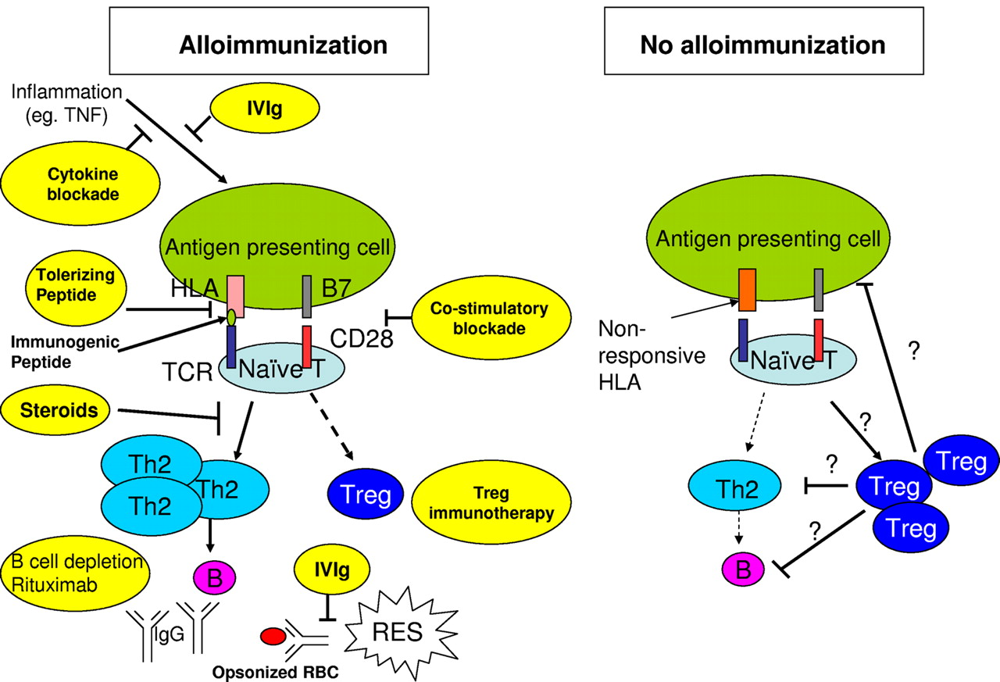 Alloimmunization
No alloimmunization
Inflammation
(eg. TNF)
IVIg
Cytokine
blockade
Antigen presenting cell
HLA
B7
Tolerizing
Peptide
Immunogenic
Peptide
Co-stimulatory
blockade
CD28
TCR
Naïve T
Steroids
Th2
Th2
Th2
Treg
Treg
immunotherapy
B cell depletion
Rituximab
B
IgG
IVIg
RES
Opsonized RBC
Antigen presenting cell
Non-
responsive
HLA
Naïve T
?
?
?
?
Th2
Treg
Treg
Treg
B